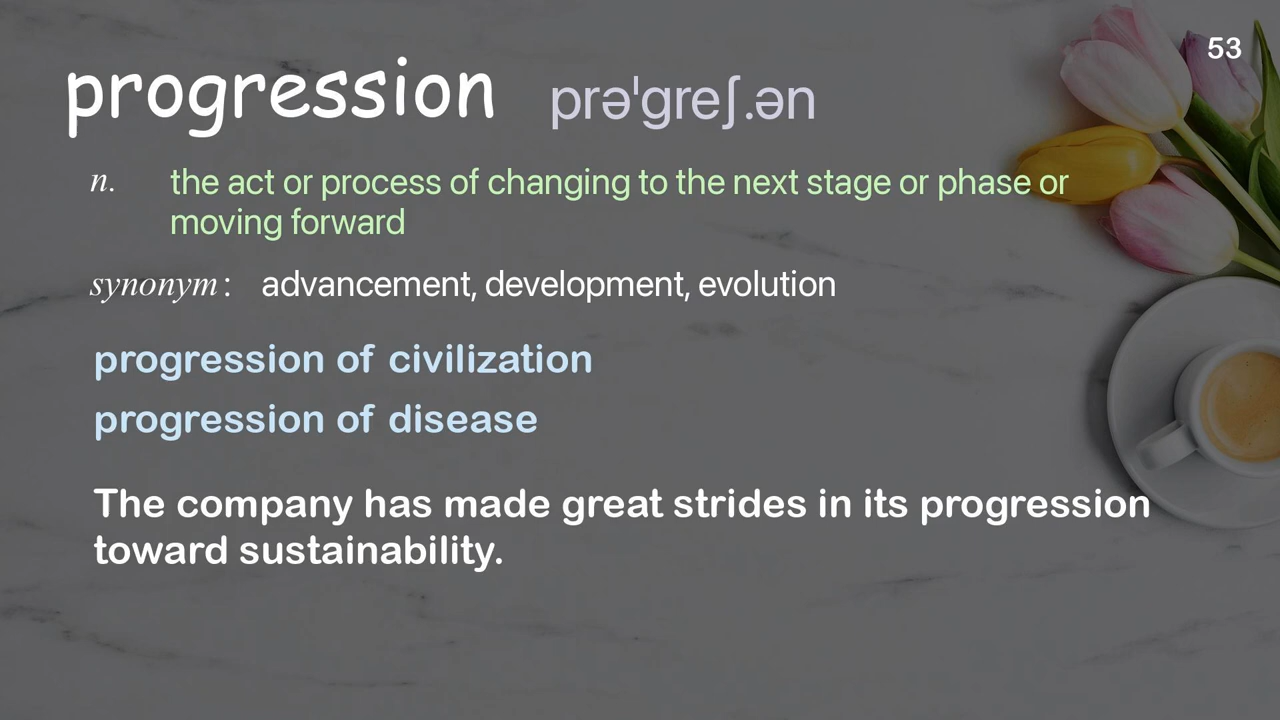 53
progression prəˈgreʃ.ən
n. the act or process of changing to the next stage or phase or
moving forward
synonym: advancement, development, evolution
progression of civilization
progression of disease
The company has made great strides in its progression
toward sustainability.